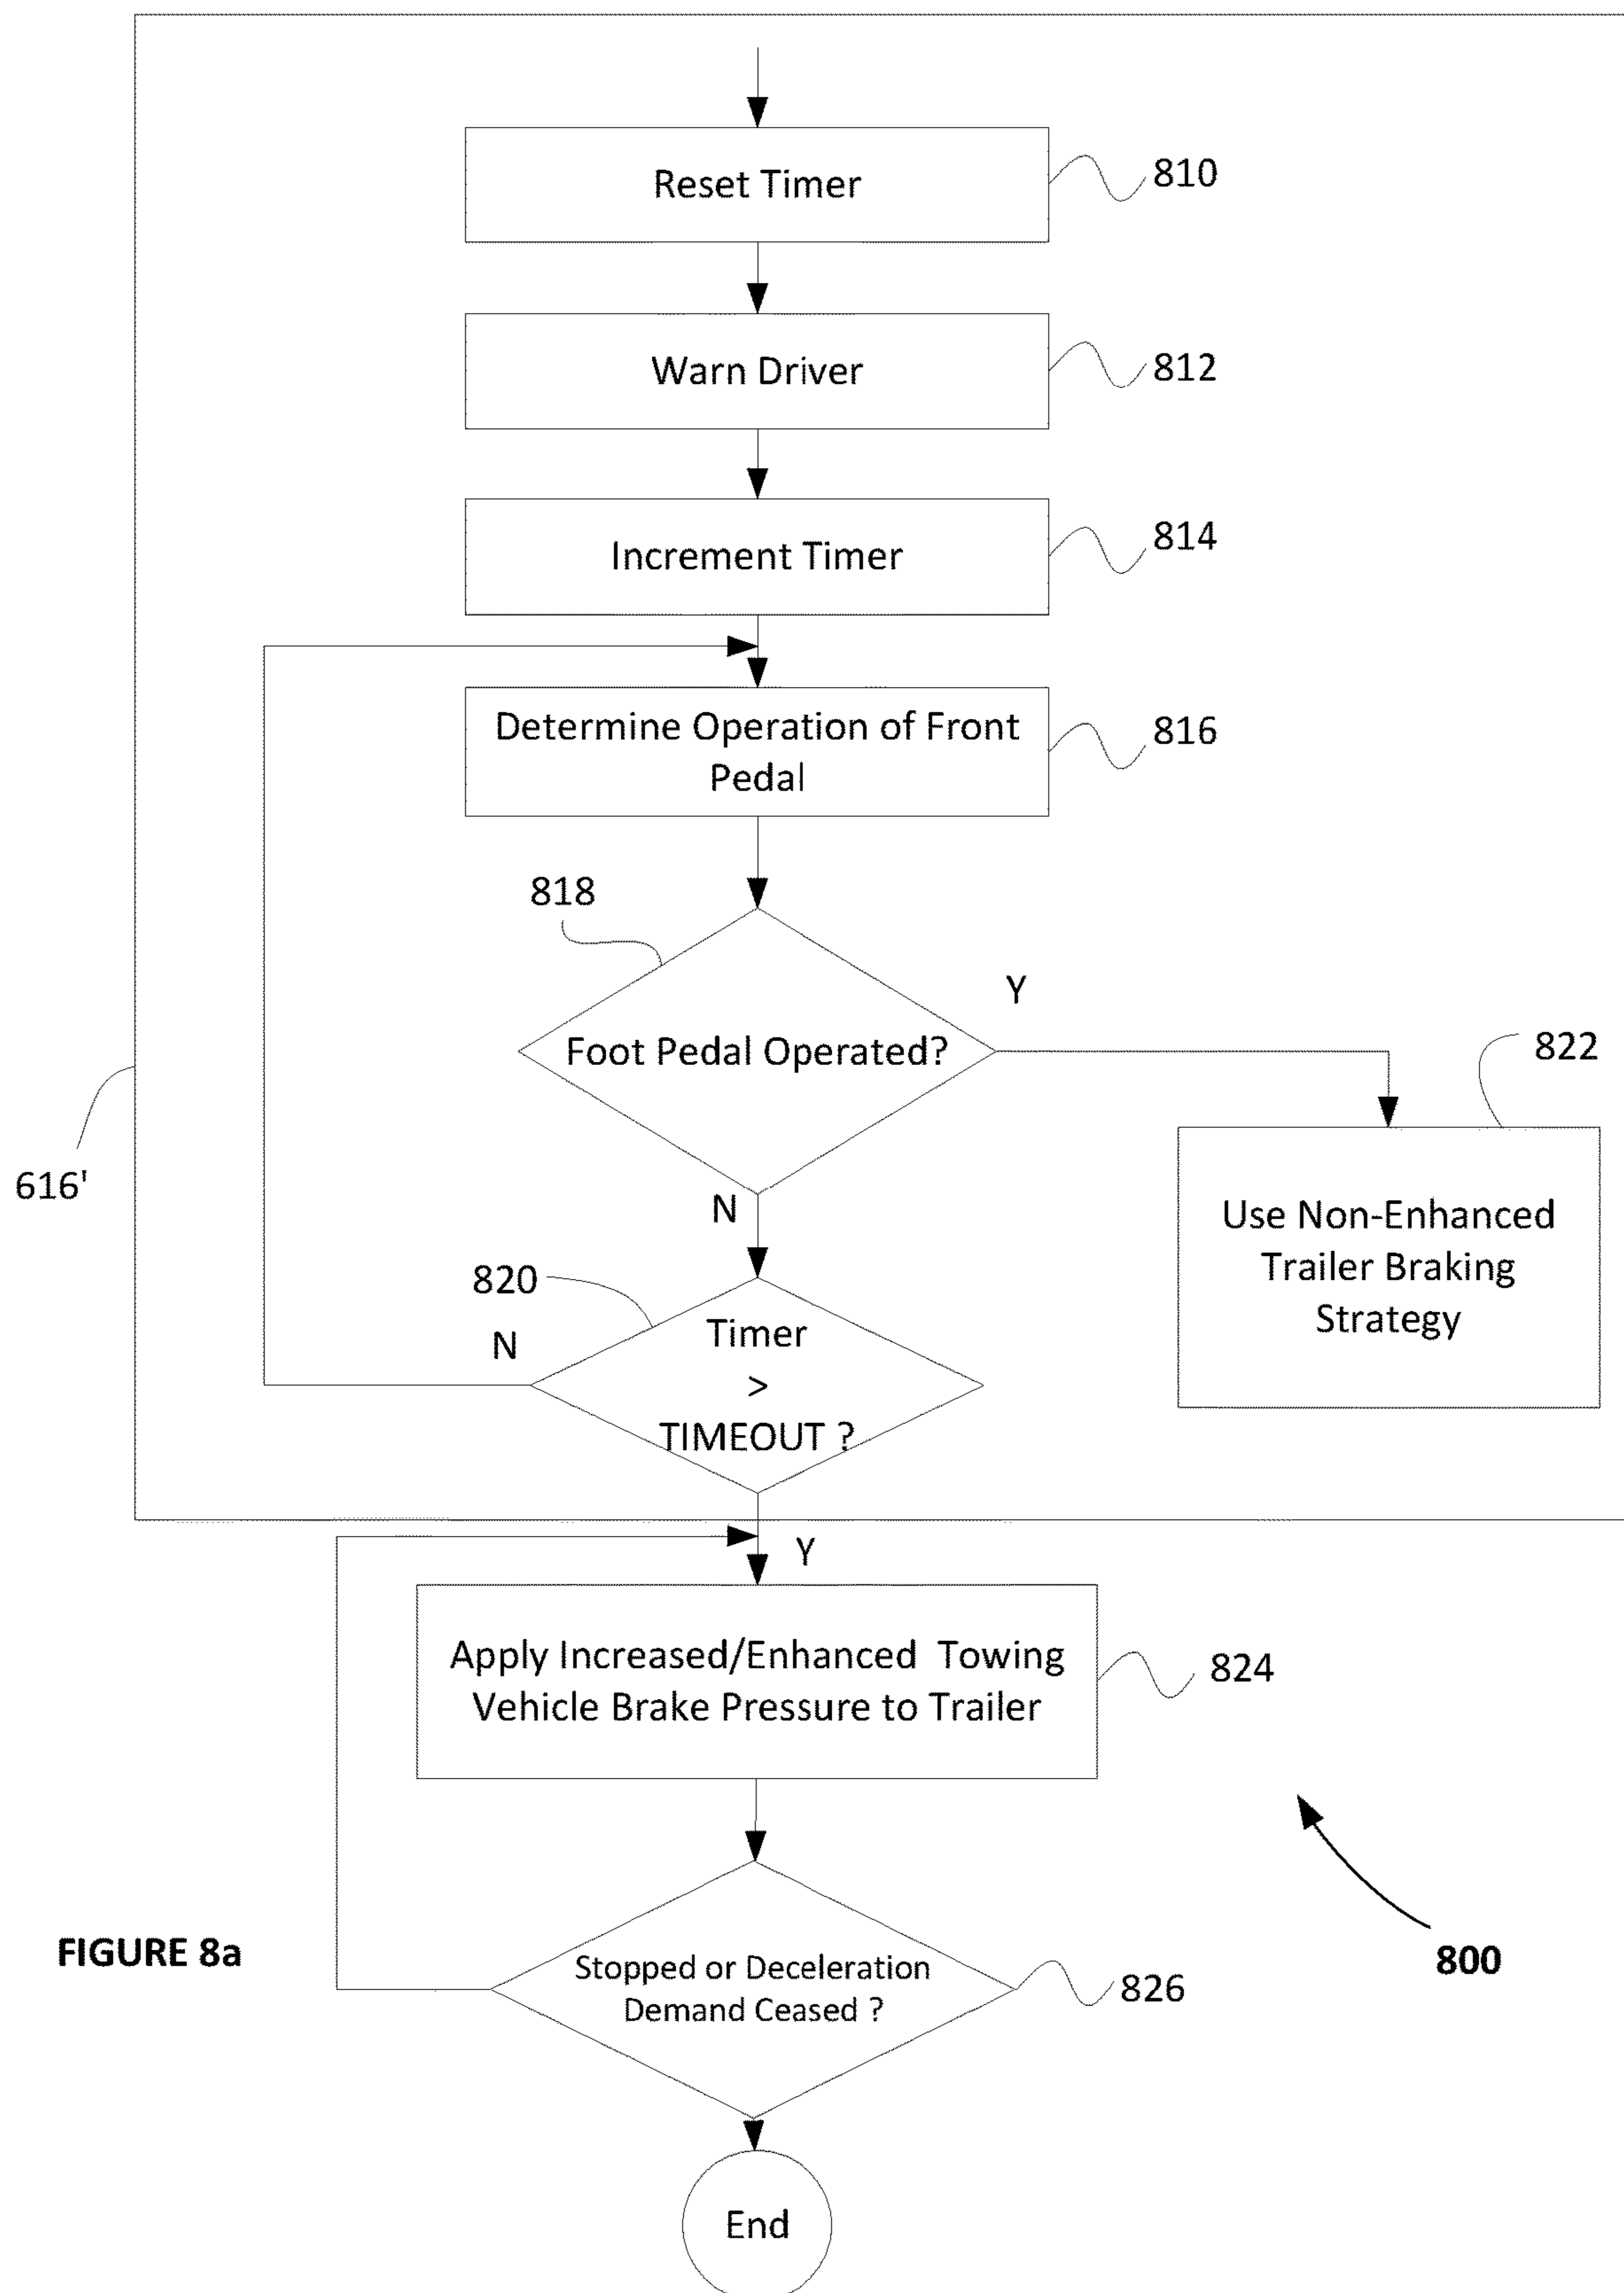 Reset Timer
810
Warn Driver
812
Increment Timer
814
Determine Operation of Front
Pedal
816
818
Y
Foot Pedal Operated?
822
616'
N
Use Non-Enhanced
Trailer Braking
Strategy
820
N
Timer
>
TIMEOUT ?
Y
Apply Increased/Enhanced Towing
Vehicle Brake Pressure to Trailer
824
FIGURE 8a
Stopped or Deceleration
Demand Ceased ?
826
800
End